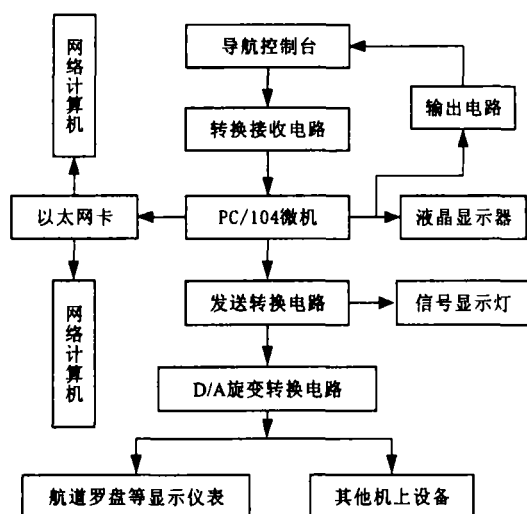 导航控制台
网络计算机
输出电路
转换接收电路
以太网卡
PC/104微机
液晶显示器
网络计算机
发送转换电路
信号显示灯
D/A旋变转换电路
航道罗盘等显示仪表
其他机上设备